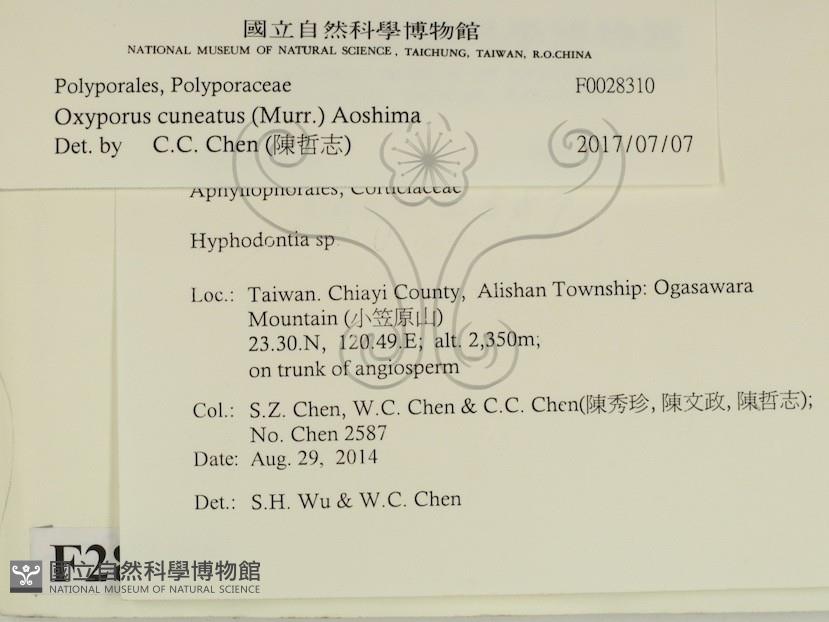 國立自然科學博物館
NATIONAL MUSEUM OF NATURAL SCIENCE, TAICHUNG, TAIWAN, R.O.CHINA
Polyporales, Polyporaceae F0028310
Oxyporus cuneatus (Murr.) Aoshima
Det. by C.C. Chen (陳哲志) 2017/07/07
Aphyllophorales, Corticiaceae
Hyphodontia sp
Loc.: Taiwan. Chiayi County, Alishan Township: Ogasawara
Mountain (小笠原山)
23.30.N, 120.49.E; alt. 2,350m;
on trunk of angiosperm
Col.: S.Z. Chen, W.C. Chen & C.C. Chen(陳秀珍, 陳文政, 陳哲志);
No. Chen 2587
Date: Aug. 29, 2014
Det.: S.H. Wu & W.C. Chen
F28
國立自然科學博物館
NATIONAL MUSEUM OF NATURAL SCIENCE